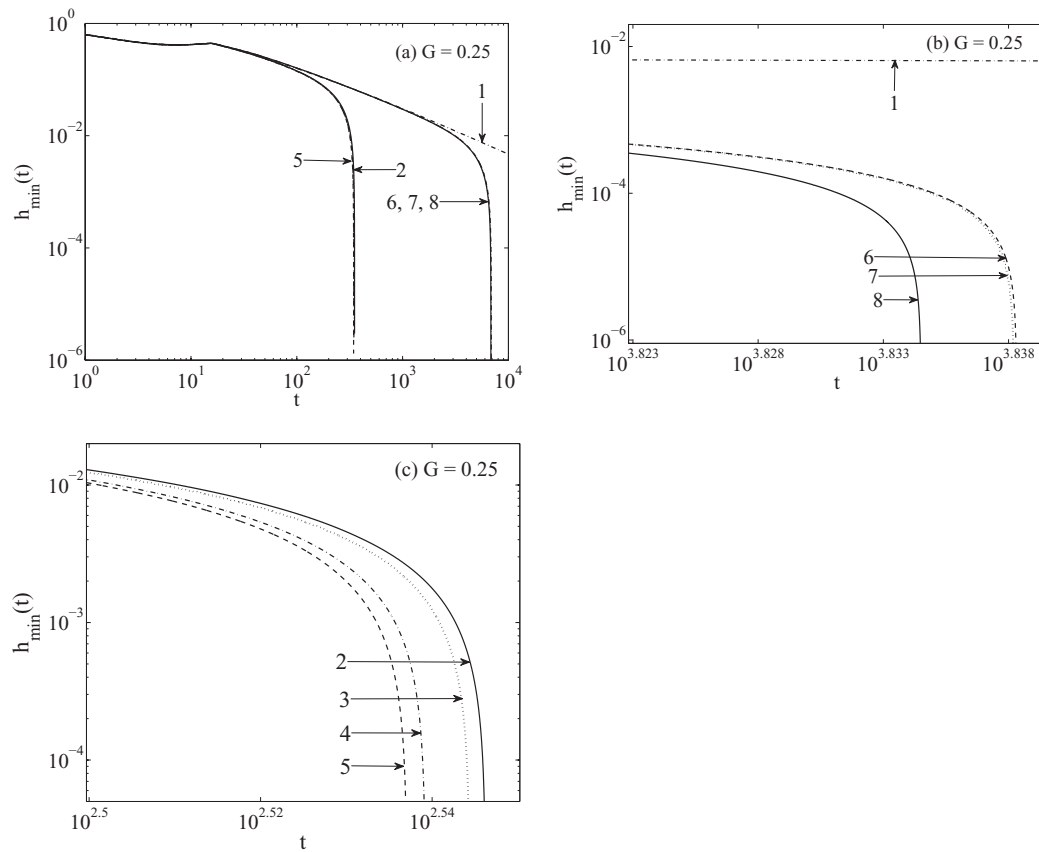 (a) G = 0.25
h_min(t)
10^0
10^-2
10^-4
10^-6
1
5
2
6, 7, 8
10^0 10^1 10^2 10^3 10^4
t
(b) G = 0.25
h_min(t)
10^-2
10^-4
10^-6
1
6
7
8
10^3.823 10^3.828 10^3.833 10^3.838
t
(c) G = 0.25
h_min(t)
10^-2
10^-3
10^-4
2
3
4
5
10^2.5 10^2.52 10^2.54
t